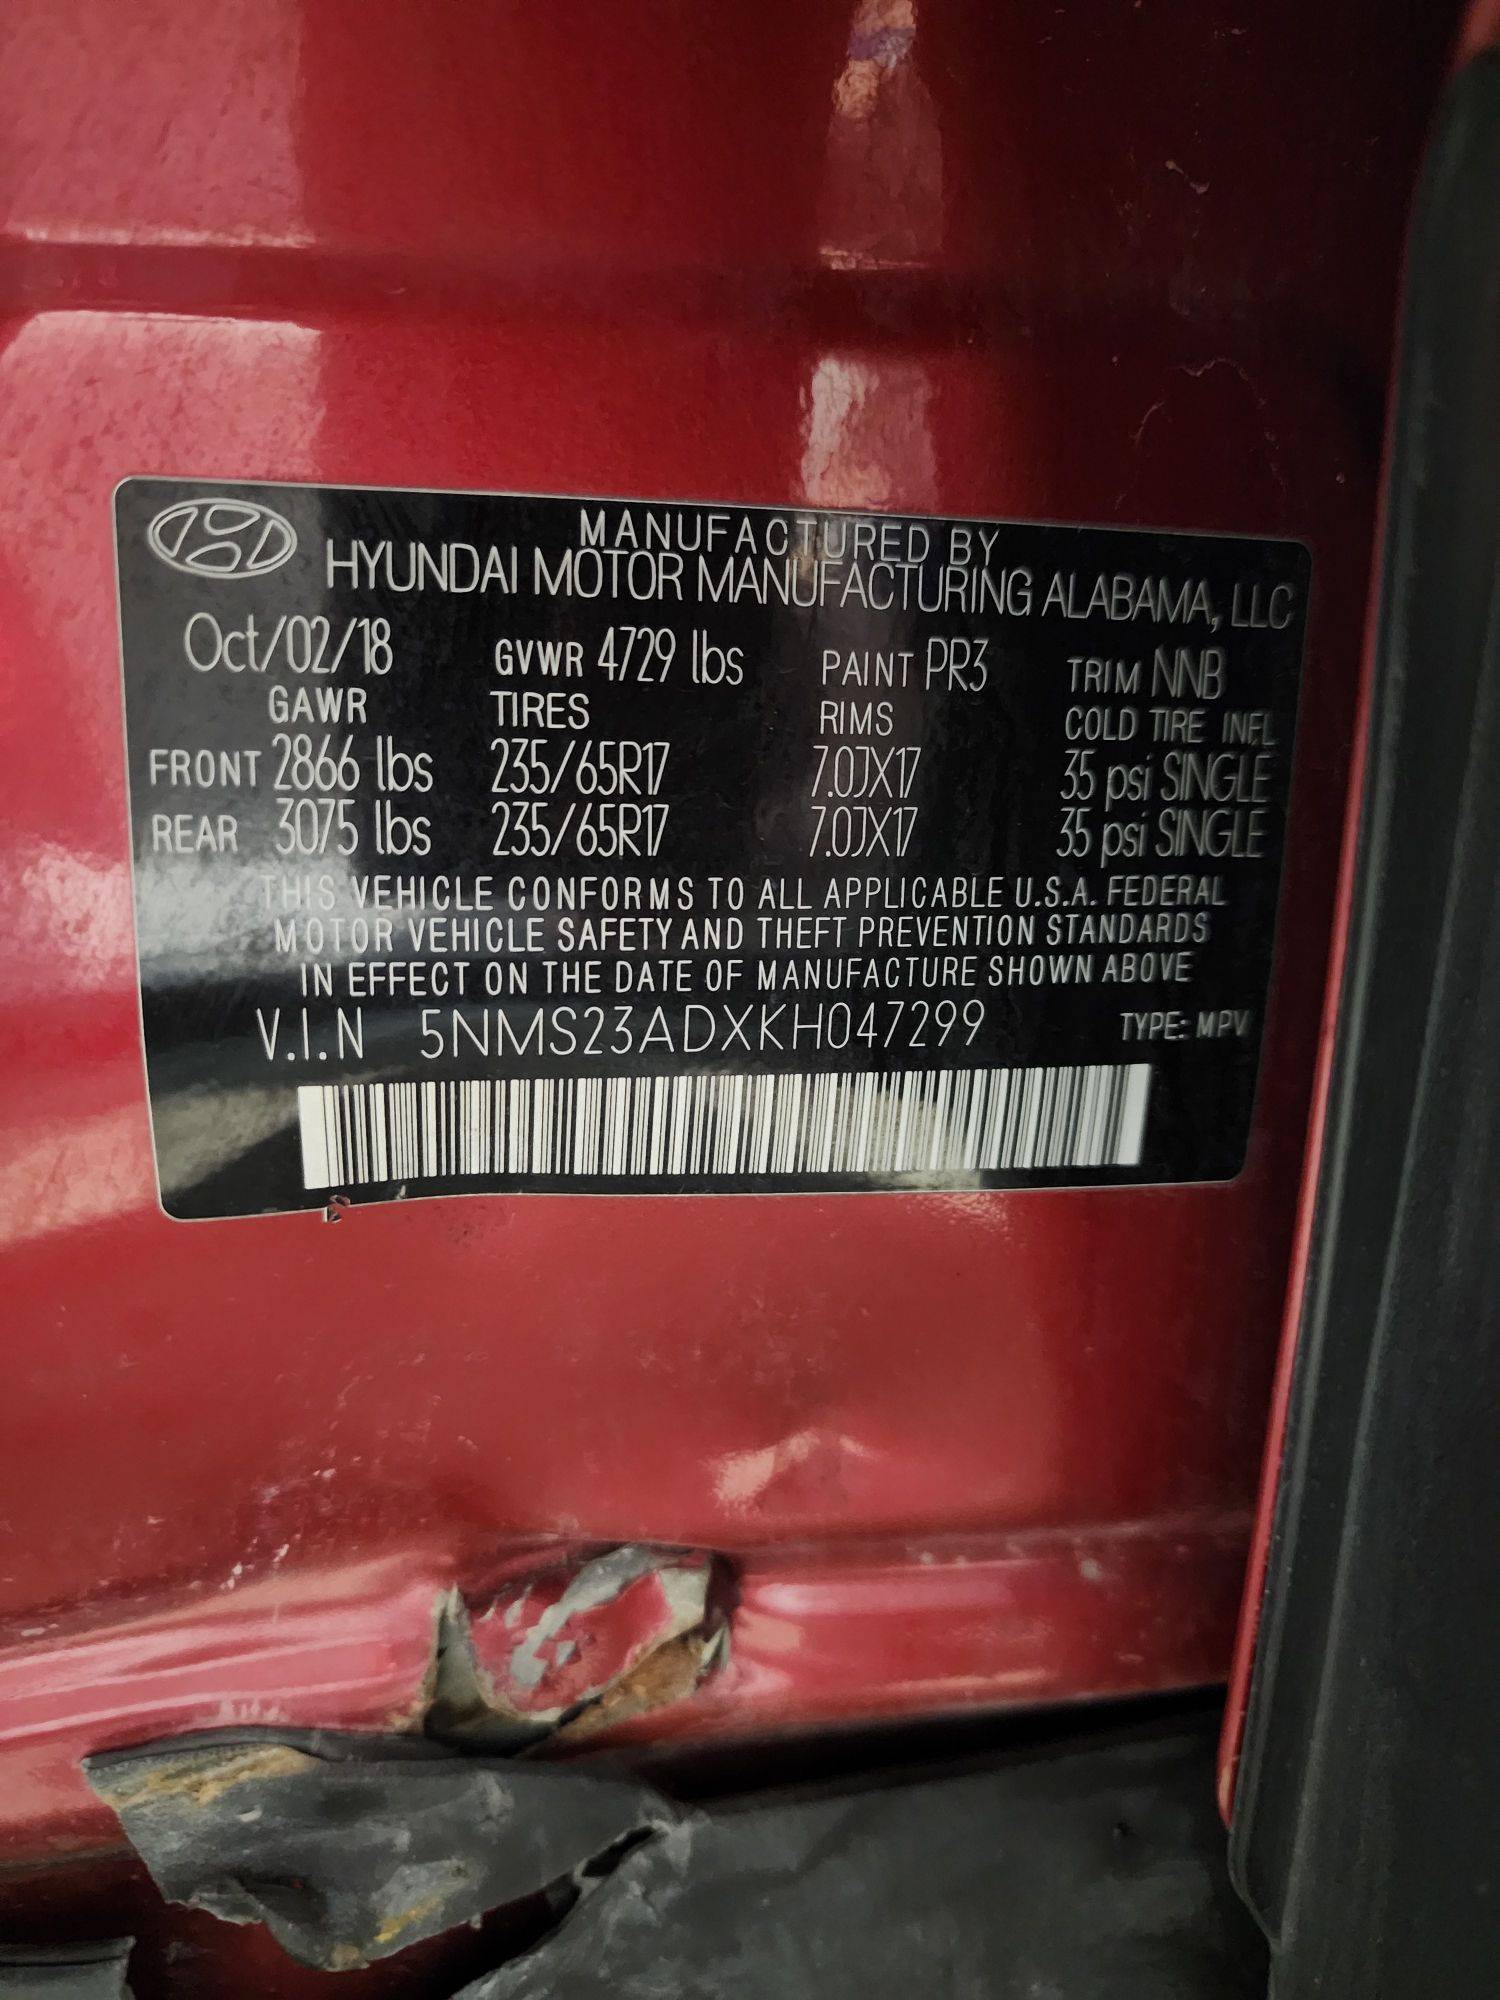 MANUFACTURED BY
HYUNDAI MOTOR MANUFACTURING ALABAMA, LLC
Oct/02/18 GVWR 4729 lbs PAINT PR3 TRIM NNB
GAWR TIRES RIMS COLD TIRE INFL
FRONT 2866 lbs 235/65R17 7.0JX17 35 psi SINGLE
REAR 3075 lbs 235/65R17 7.0JX17 35 psi SINGLE
THIS VEHICLE CONFORMS TO ALL APPLICABLE U.S.A. FEDERAL
MOTOR VEHICLE SAFETY AND THEFT PREVENTION STANDARDS
IN EFFECT ON THE DATE OF MANUFACTURE SHOWN ABOVE
V.I.N 5NMS23ADXKH047299 TYPE: MPV